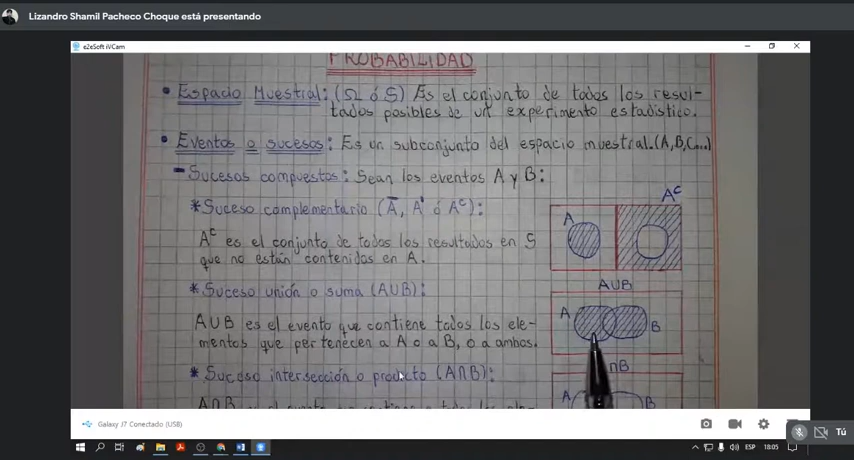 Lizandro Shamil Pacheco Choque está presentando
e2eSoft iVCam
PROBABILIDAD
• Espacio Muestral: (Ω ó S) Es el conjunto de todos los resul-
tados posibles de un experimento estadístico.
• Eventos o sucesos: Es un subconjunto del espacio muestral. (A, B, C...)
- Sucesos compuestos: Sean los eventos A y B:
* Suceso complementario (A̅, A' ó Aᶜ):
Aᶜ
A
Aᶜ es el conjunto de todos los resultados en S
que no están contenidas en A.
AUB
* Suceso unión o suma (AUB):
A
B
AUB es el evento que contiene todos los ele-
mentos que pertenecen a A o a B, o a ambos.
∩B
* Suceso intersección o producto (A∩B):
A
B
A∩B
Galaxy J7 Conectado (USB)
Tú
ESP
18:05